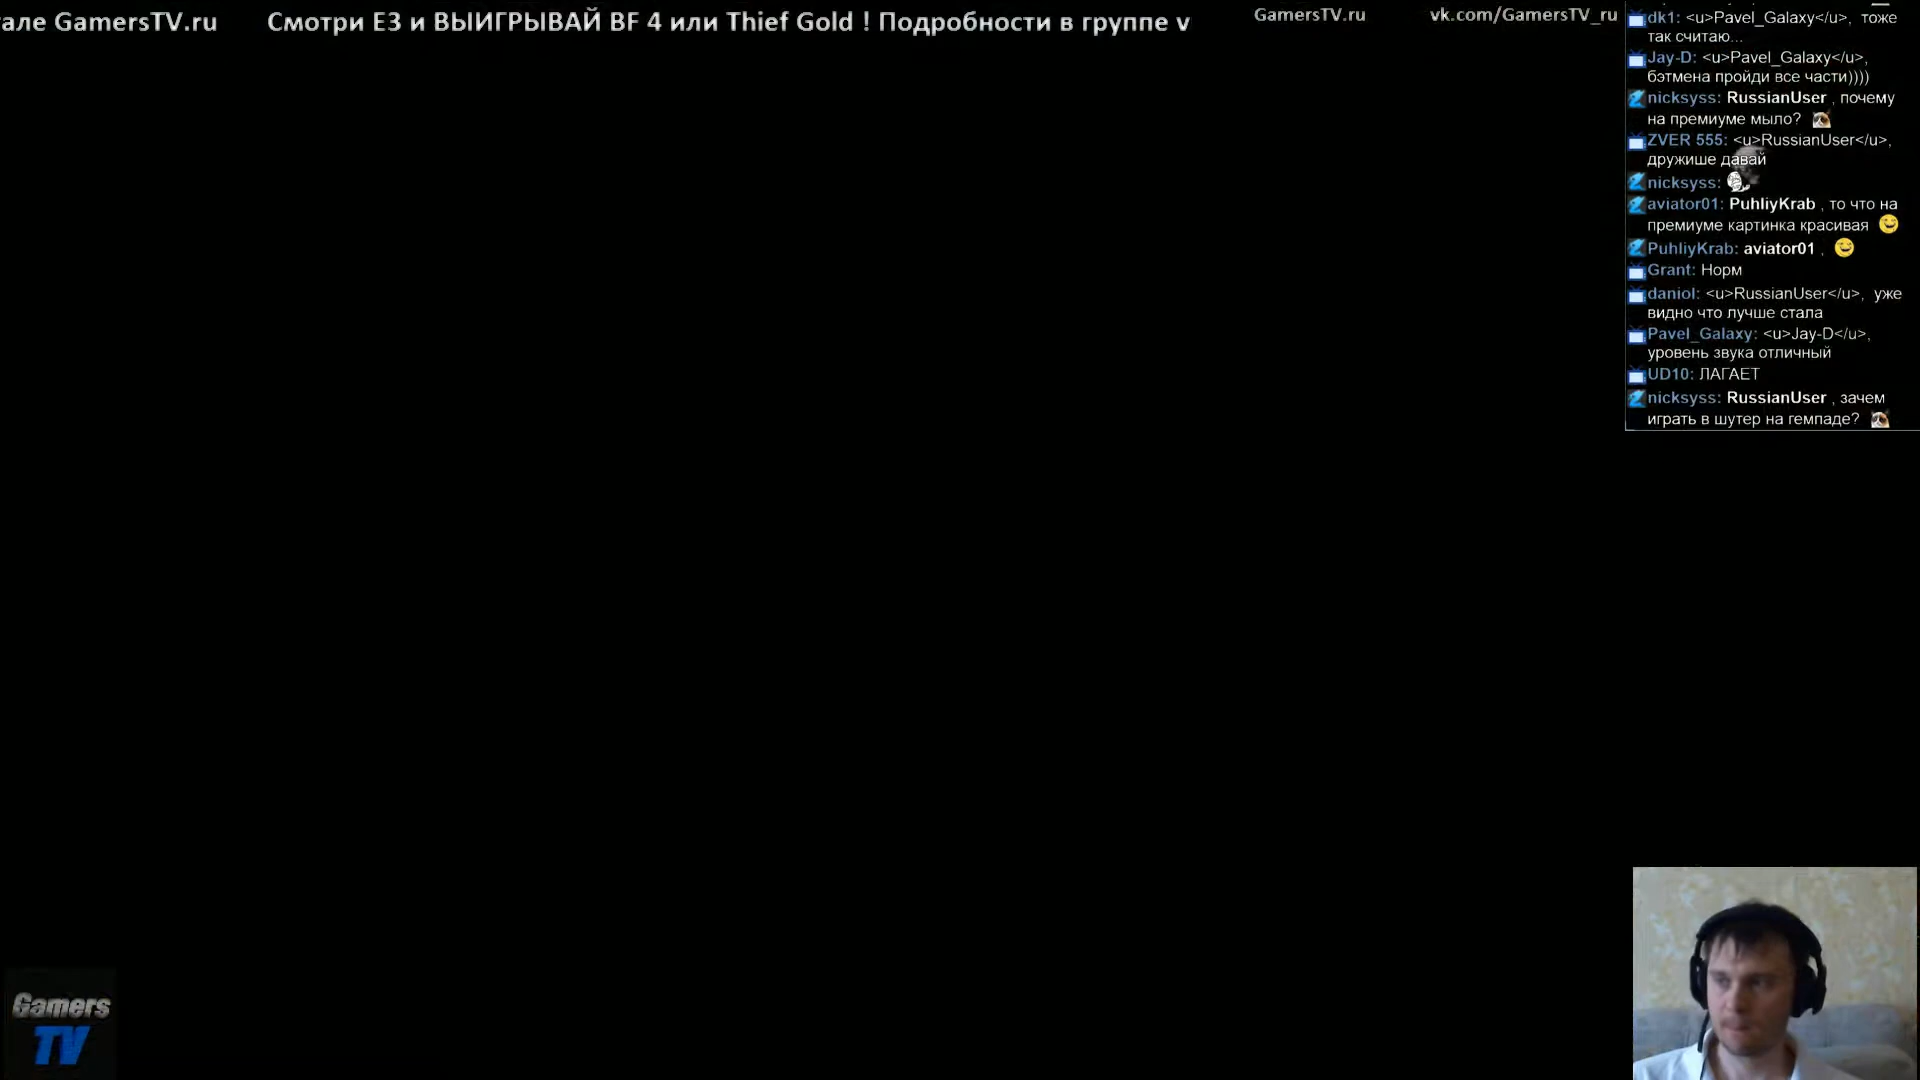 але GamersTV.ru Смотри E3 и ВЫИГРЫВАЙ BF 4 или Thief Gold ! Подробности в группе v
GamersTV.ru vk.com/GamersTV_ru
dk1: <u>Pavel_Galaxy</u>, тоже
так считаю...
Jay-D: <u>Pavel_Galaxy</u>,
бэтмена пройди все части))))
nicksyss: RussianUser , почему
на премиуме мыло?
ZVER 555: <u>RussianUser</u>,
дружише давай
nicksyss:
aviator01: PuhliyKrab , то что на
премиуме картинка красивая
PuhliyKrab: aviator01 ,
Grant: Норм
daniol: <u>RussianUser</u>, уже
видно что лучше стала
Pavel_Galaxy: <u>Jay-D</u>,
уровень звука отличный
UD10: ЛАГАЕТ
nicksyss: RussianUser , зачем
играть в шутер на гемпаде?
Gamers
TV